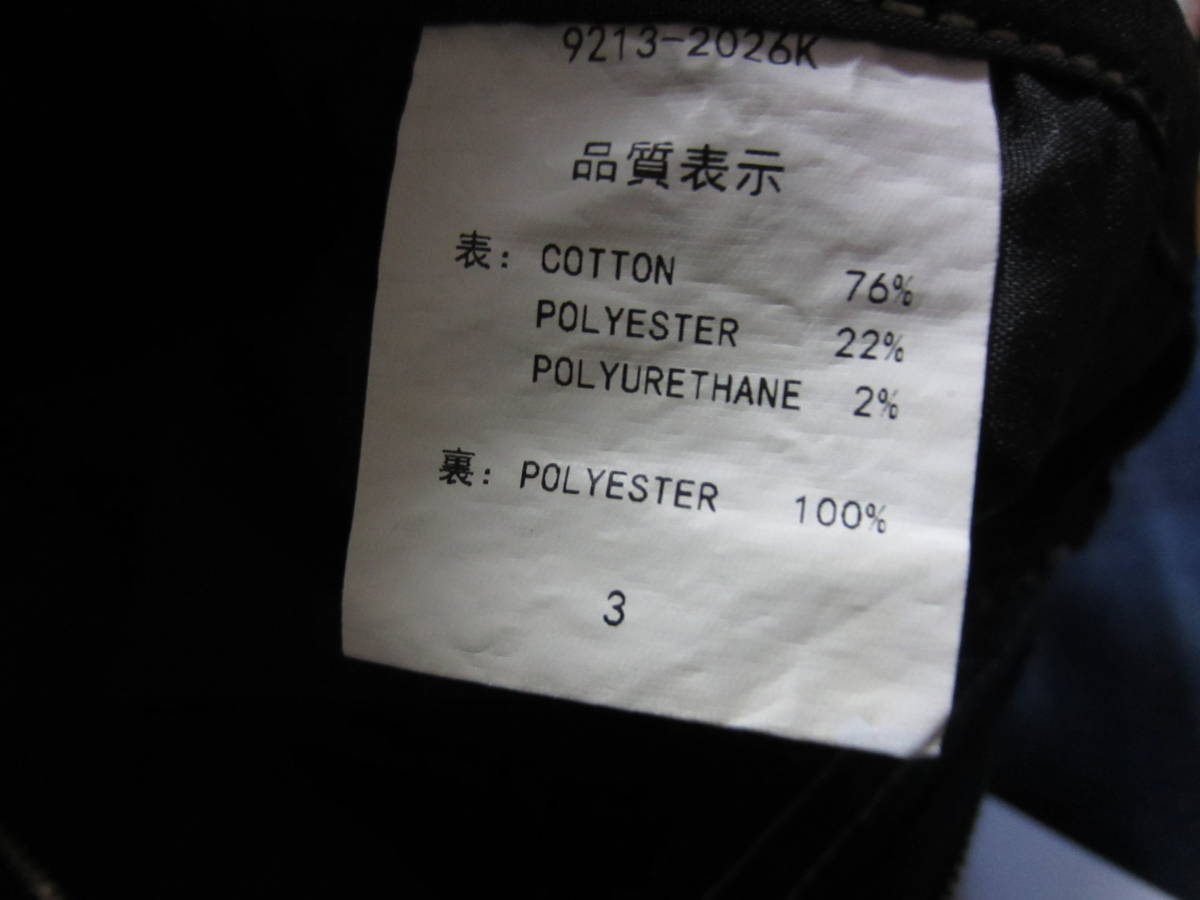 9213-2026K
品質表示
表: COTTON 76%
POLYESTER 22%
POLYURETHANE 2%
裏: POLYESTER 100%
3